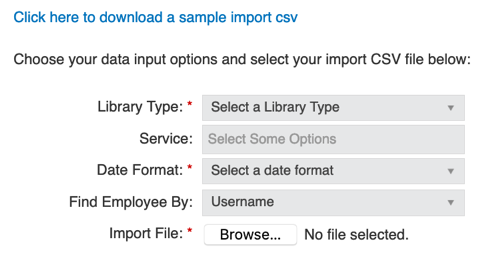 Click here to download a sample import csv
Choose your data input options and select your import CSV file below:
Library Type: * Select a Library Type
Service: Select Some Options
Date Format: * Select a date format
Find Employee By: Username
Import File: * Browse... No file selected.